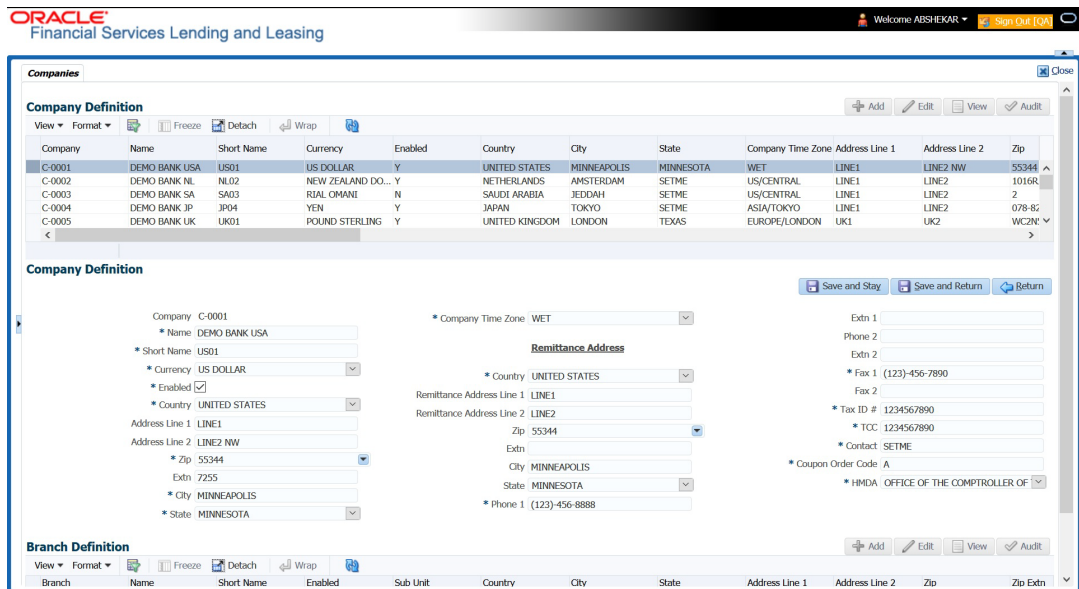 ORACLE®
Financial Services Lending and Leasing
Welcome ABSHEKAR Sign Out [QA]
Companies
Close
Company Definition
Add Edit View Audit
View Format Freeze Detach Wrap
Company Name Short Name Currency Enabled Country City State Company Time Zone Address Line 1 Address Line 2 Zip
C-0001 DEMO BANK USA US01 US DOLLAR Y UNITED STATES MINNEAPOLIS MINNESOTA WET LINE1 LINE2 NW 55344
C-0002 DEMO BANK NL NL02 NEW ZEALAND DO... Y NETHERLANDS AMSTERDAM SETME US/CENTRAL LINE1 LINE2 1016R
C-0003 DEMO BANK SA SA03 RIAL OMANI N SAUDI ARABIA JEDDAH SETME US/CENTRAL LINE1 LINE2 2
C-0004 DEMO BANK JP JP04 YEN Y JAPAN TOKYO SETME ASIA/TOKYO LINE1 LINE2 078-82
C-0005 DEMO BANK UK UK01 POUND STERLING Y UNITED KINGDOM LONDON TEXAS EUROPE/LONDON UK1 UK2 WC2N
Company Definition
Save and Stay Save and Return Return
Company C-0001
* Name DEMO BANK USA
* Short Name US01
* Currency US DOLLAR
* Enabled
* Country UNITED STATES
Address Line 1 LINE1
Address Line 2 LINE2 NW
* Zip 55344
Extn 7255
* City MINNEAPOLIS
* State MINNESOTA
* Company Time Zone WET
Remittance Address
* Country UNITED STATES
Remittance Address Line 1 LINE1
Remittance Address Line 2 LINE2
Zip 55344
Extn
City MINNEAPOLIS
State MINNESOTA
* Phone 1 (123)-456-8888
Extn 1
Phone 2
Extn 2
* Fax 1 (123)-456-7890
Fax 2
* Tax ID # 1234567890
* TCC 1234567890
* Contact SETME
* Coupon Order Code A
* HMDA OFFICE OF THE COMPTROLLER OF
Branch Definition
Add Edit View Audit
View Format Freeze Detach Wrap
Branch Name Short Name Enabled Sub Unit Country City State Address Line 1 Address Line 2 Zip Zip Extn